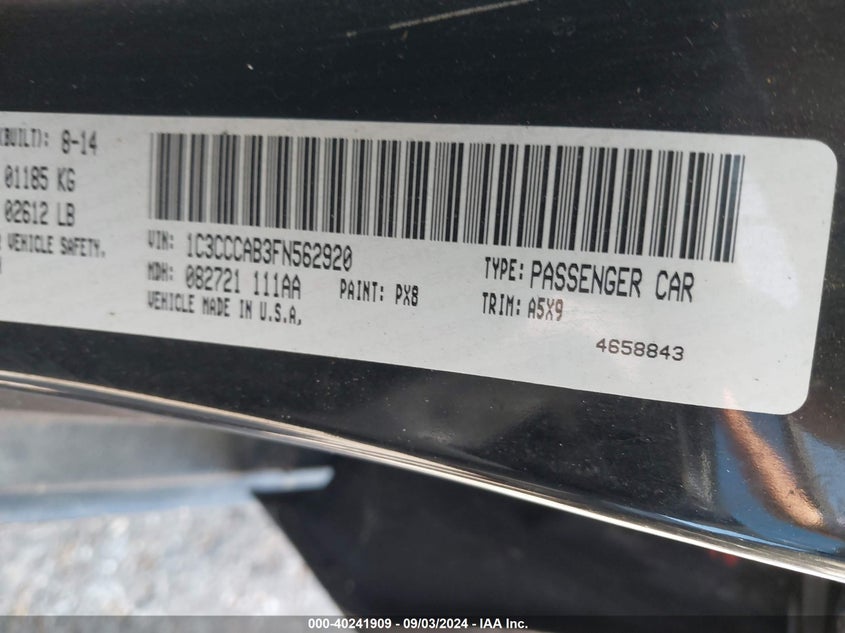 (BUILT): 8-14
01185 KG
02612 LB
VEHICLE SAFETY.
VIN: 1C3CCCAB3FN562920
MDH: 082721 111AA
PAINT: PX8
VEHICLE MADE IN U.S.A,
TYPE: PASSENGER CAR
TRIM: A5X9
4658843
000-40241909 - 09/03/2024 - IAA Inc.